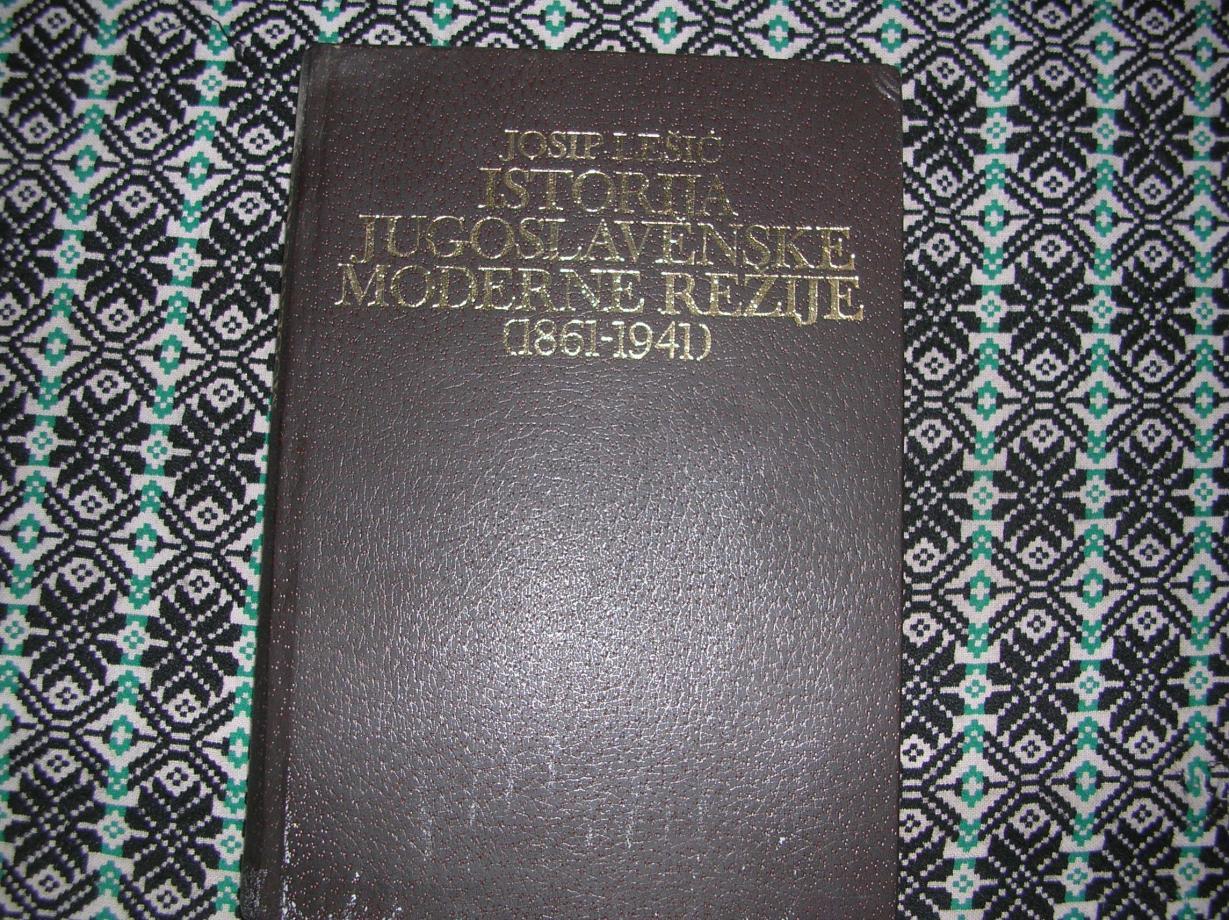 JOSIP LEŠIĆ
ISTORIJA
JUGOSLAVENSKE
MODERNE REŽIJE
(1861-1941)